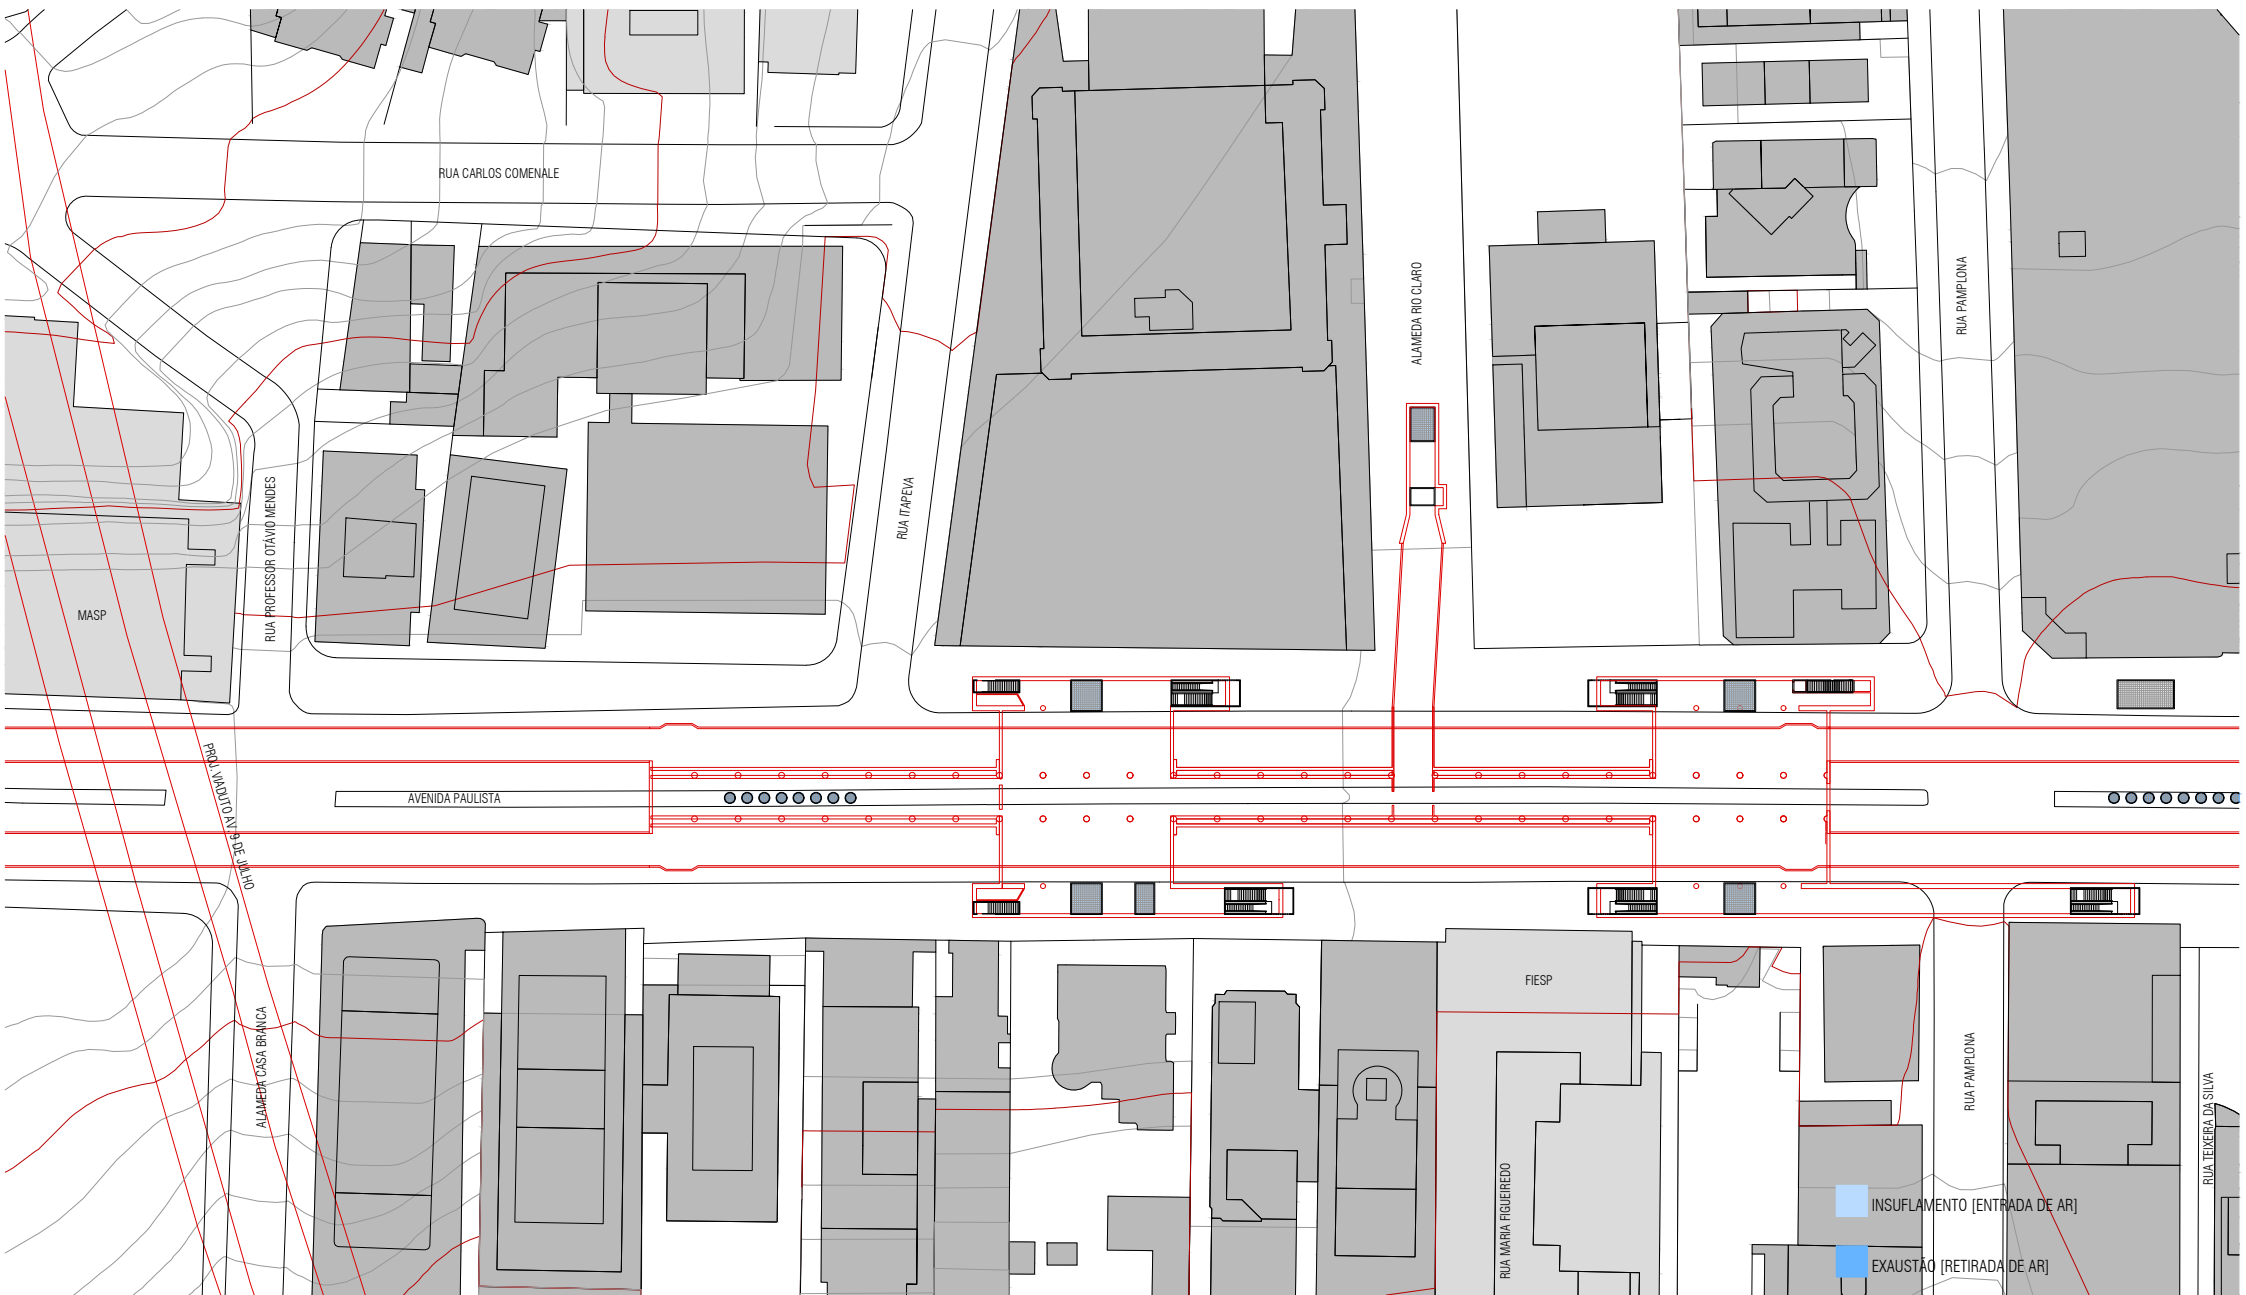 RUA CARLOS COMENALE
RUA PROFESSOR OTÁVIO MENDES
RUA ITAPEVA
ALAMEDA RIO CLARO
RUA PAMPLONA
MASP
PROJ. VIADUTO AV. 9 DE JULHO
AVENIDA PAULISTA
ALAMEDA CASA BRANCA
FIESP
RUA MARIA FIGUEIREDO
RUA PAMPLONA
RUA TEIXEIRA DA SILVA
INSUFLAMENTO [ENTRADA DE AR]
EXAUSTÃO [RETIRADA DE AR]